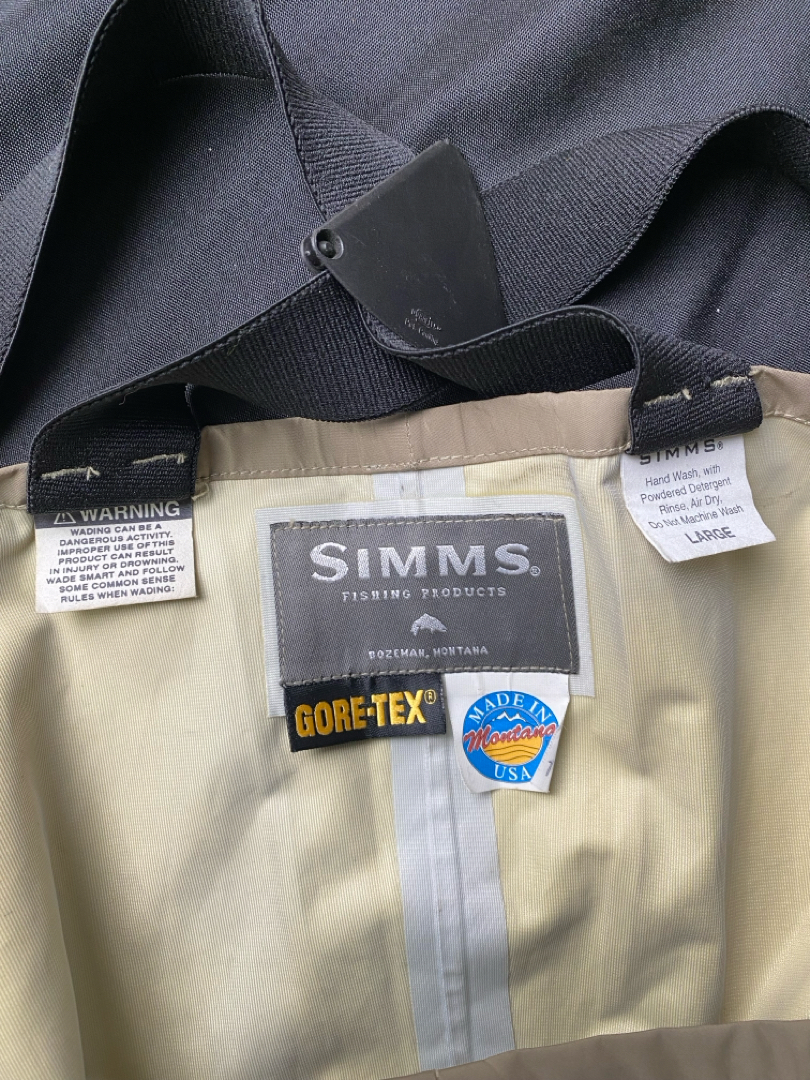 SIMMS®
Hand Wash, with
Powdered Detergent
Rinse, Air Dry,
Do Not Machine Wash
LARGE
⚠ WARNING
WADING CAN BE A
DANGEROUS ACTIVITY.
IMPROPER USE OF THIS
PRODUCT CAN RESULT
IN INJURY OR DROWNING.
WADE SMART AND FOLLOW
SOME COMMON SENSE
RULES WHEN WADING:
SIMMS®
FISHING PRODUCTS
BOZEMAN, MONTANA
GORE-TEX®
MADE IN
Montana
USA